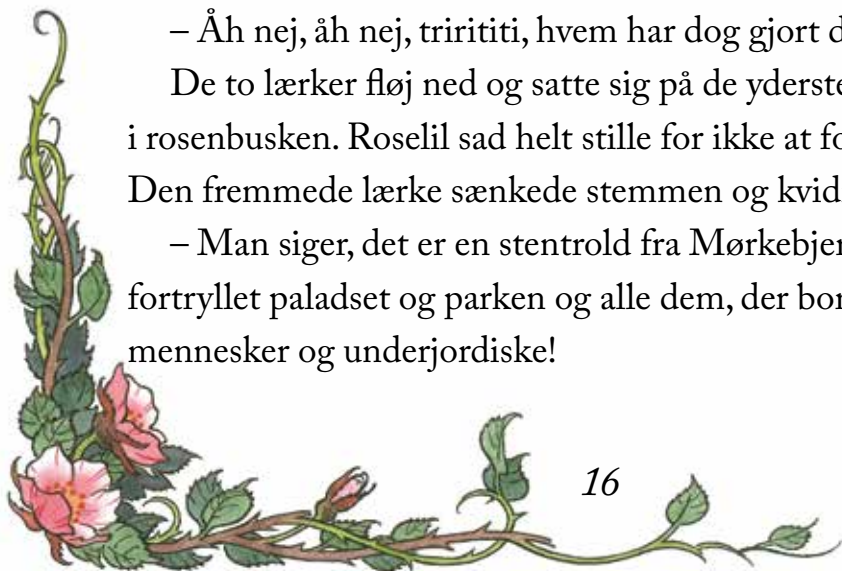 – Åh nej, åh nej, triritititi, hvem har dog gjort d
De to lærker fløj ned og satte sig på de yderste
i rosenbusken. Roselil sad helt stille for ikke at fo
Den fremmede lærke sænkede stemmen og kvid
– Man siger, det er en stentrold fra Mørkebjer
fortryllet paladset og parken og alle dem, der bor
mennesker og underjordiske!
16